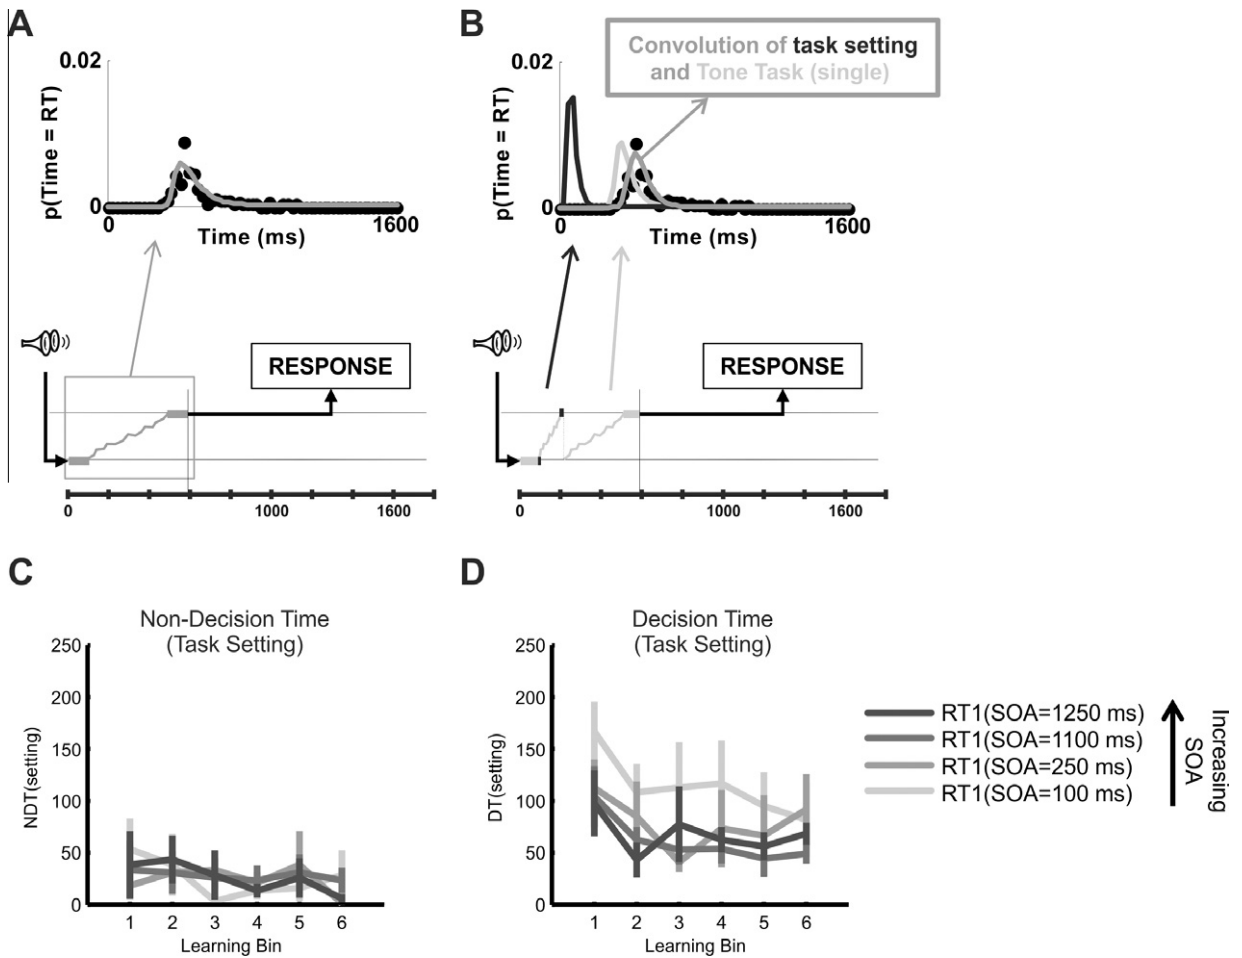 A
0.02
p(Time = RT)
0
0
1600
Time (ms)
RESPONSE
0
1000
1600
B
Convolution of task setting
and Tone Task (single)
0.02
p(Time = RT)
0
0
1600
Time (ms)
RESPONSE
0
1000
1600
C
Non-Decision Time
(Task Setting)
250
200
150
100
50
0
NDT(setting)
1 2 3 4 5 6
Learning Bin
D
Decision Time
(Task Setting)
250
200
150
100
50
0
DT(setting)
1 2 3 4 5 6
Learning Bin
RT1(SOA=1250 ms)
RT1(SOA=1100 ms)
RT1(SOA=250 ms)
RT1(SOA=100 ms)
Increasing
SOA